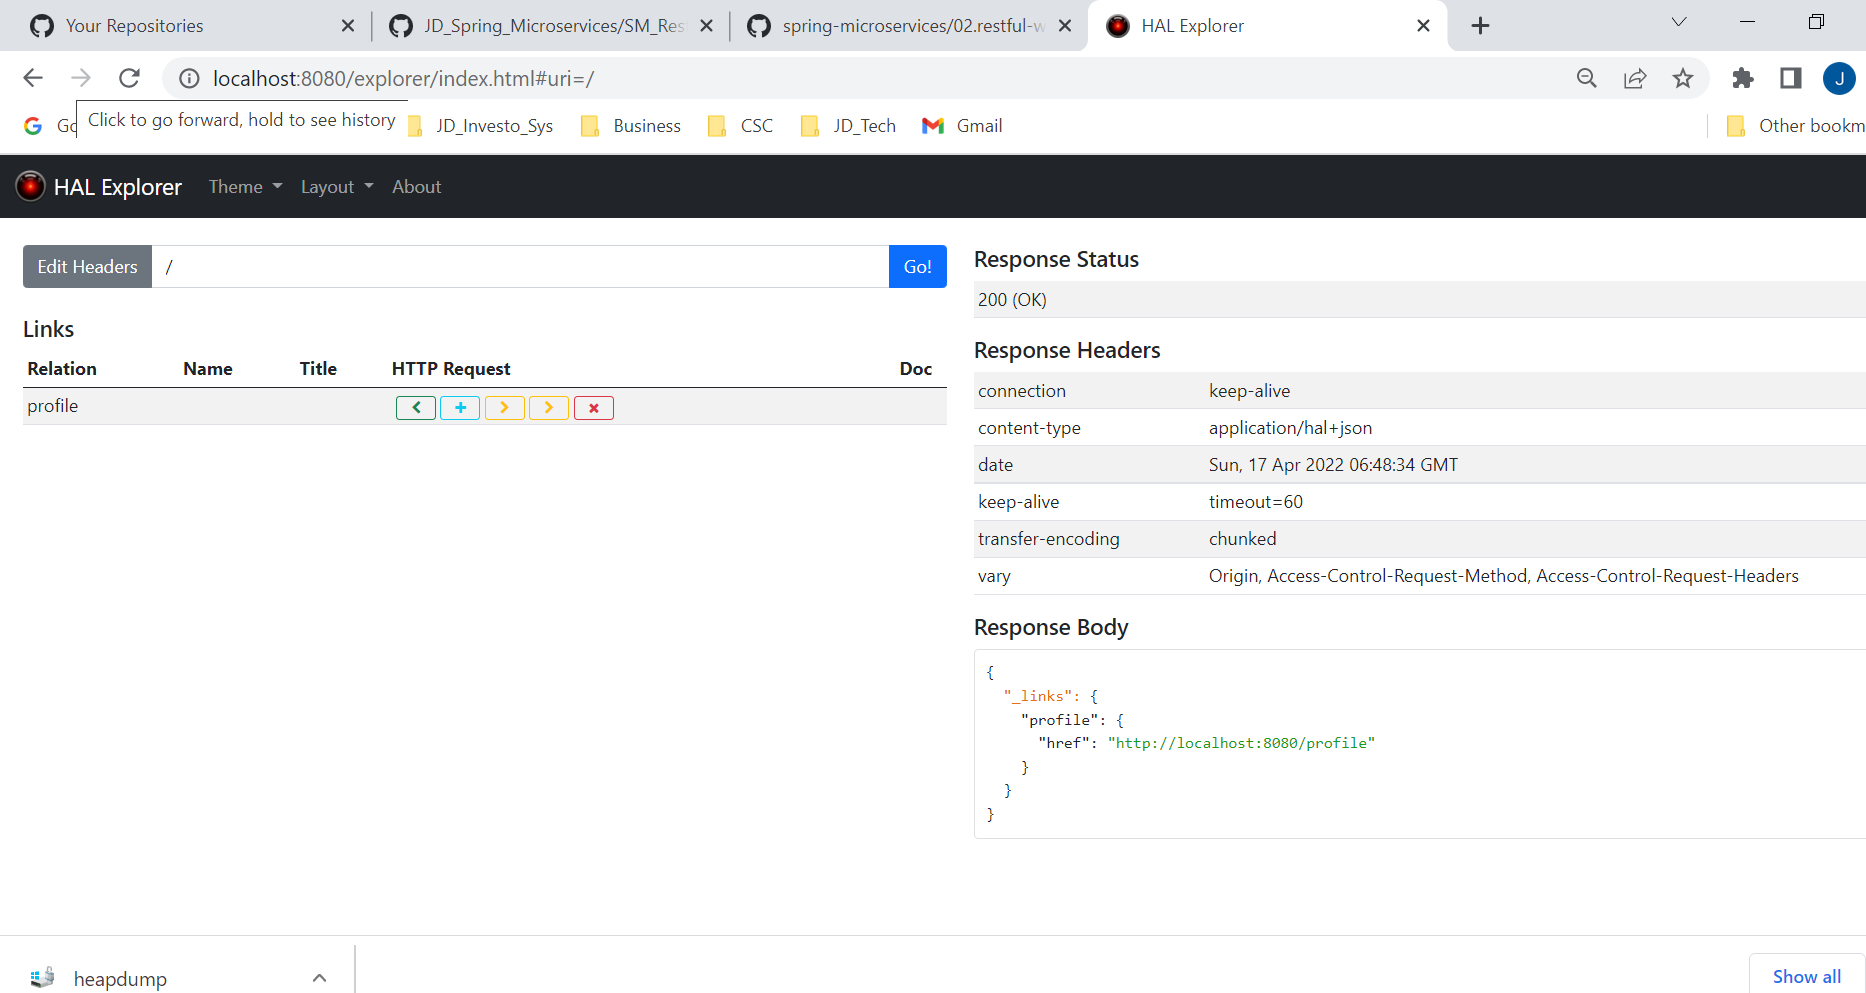 Your Repositories
JD_Spring_Microservices/SM_Res
spring-microservices/02.restful-w
HAL Explorer
localhost:8080/explorer/index.html#uri=/
J
Click to go forward, hold to see history
JD_Investo_Sys
Business
CSC
JD_Tech
Gmail
Other bookm
HAL Explorer
Theme
Layout
About
Edit Headers
/
Go!
Links
Relation Name Title HTTP Request Doc
profile
Response Status
200 (OK)
Response Headers
connection keep-alive
content-type application/hal+json
date Sun, 17 Apr 2022 06:48:34 GMT
keep-alive timeout=60
transfer-encoding chunked
vary Origin, Access-Control-Request-Method, Access-Control-Request-Headers
Response Body
{
"_links": {
"profile": {
"href": "http://localhost:8080/profile"
}
}
}
heapdump
Show all